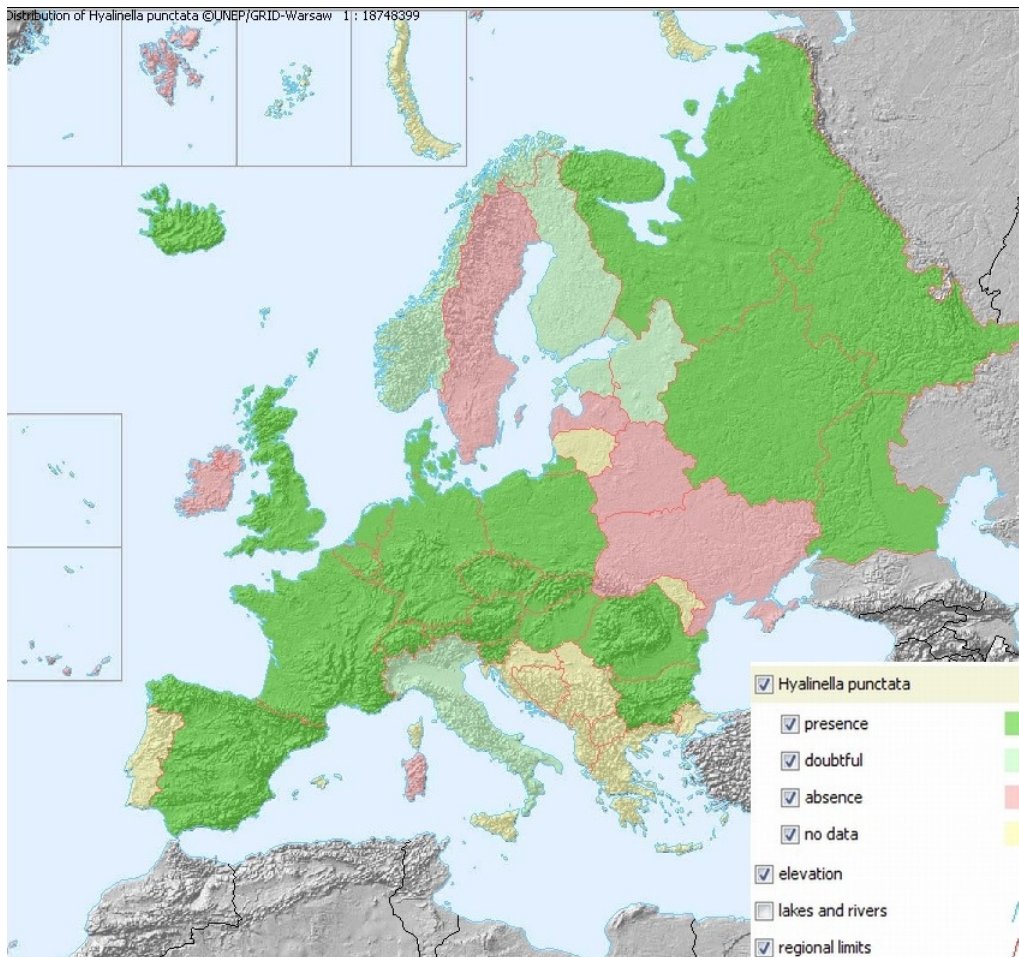 Distribution of Hyalinella punctata ©UNEP/GRID-Warsaw 1 : 18748399
Hyalinella punctata
presence
doubtful
absence
no data
elevation
lakes and rivers
regional limits